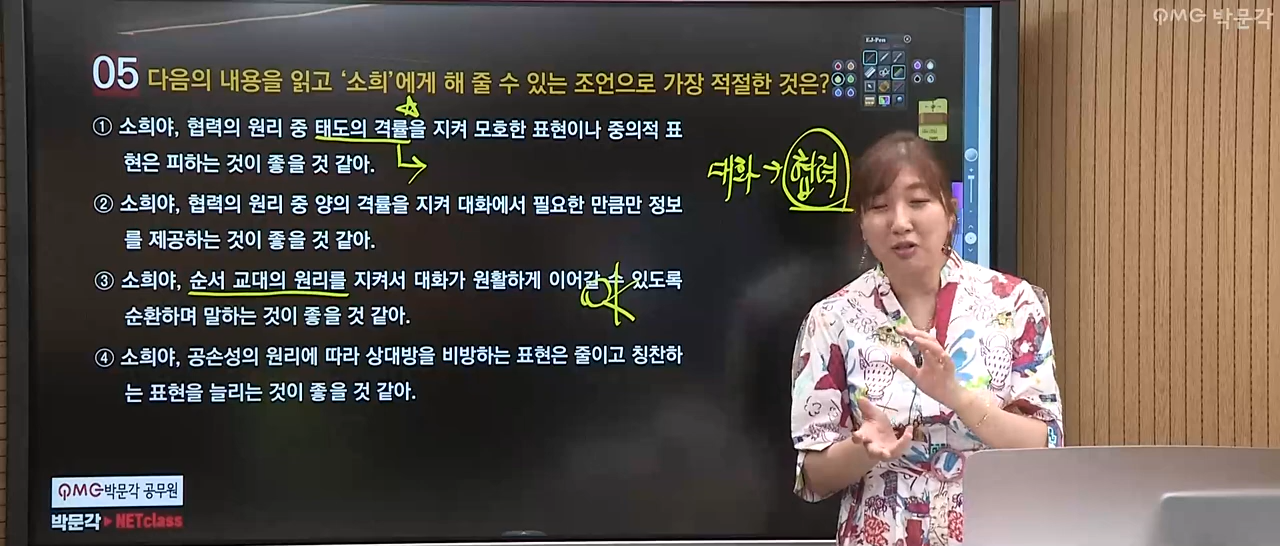 QMG 박문각
EJ-Pen
05 다음의 내용을 읽고 ‘소희’에게 해 줄 수 있는 조언으로 가장 적절한 것은?
① 소희야, 협력의 원리 중 태도의 격률을 지켜 모호한 표현이나 중의적 표
현은 피하는 것이 좋을 것 같아.
대화 → 협력
② 소희야, 협력의 원리 중 양의 격률을 지켜 대화에서 필요한 만큼만 정보
를 제공하는 것이 좋을 것 같아.
③ 소희야, 순서 교대의 원리를 지켜서 대화가 원활하게 이어갈 수 있도록
순환하며 말하는 것이 좋을 것 같아.
④ 소희야, 공손성의 원리에 따라 상대방을 비방하는 표현은 줄이고 칭찬하
는 표현을 늘리는 것이 좋을 것 같아.
QMG 박문각 공무원
박문각 ▶ NETclass